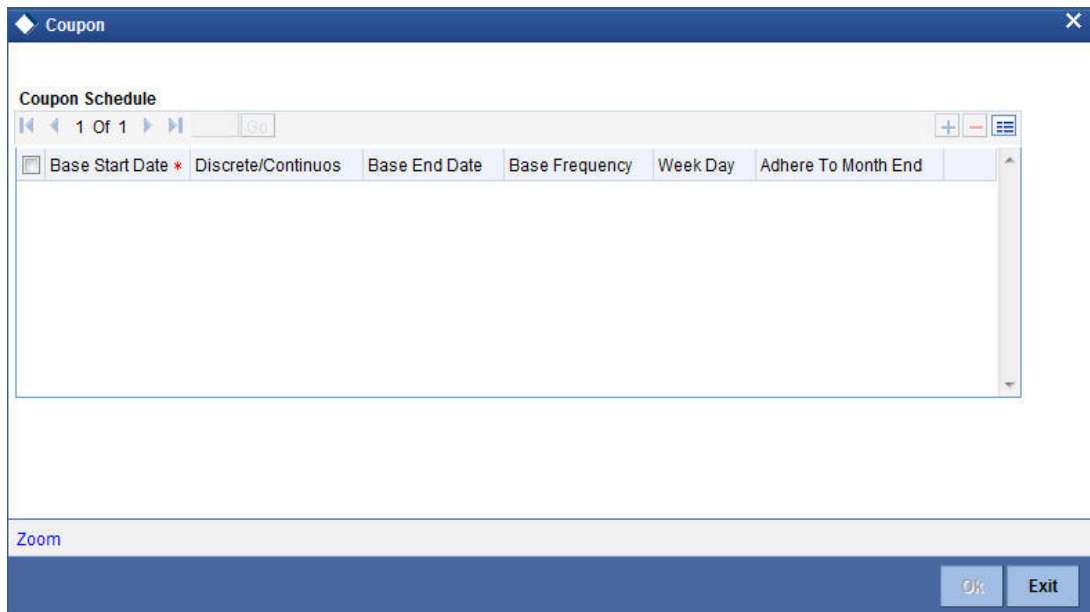 Coupon
Coupon Schedule
1 Of 1 Go
Base Start Date * Discrete/Continuos Base End Date Base Frequency Week Day Adhere To Month End
Zoom
Ok Exit